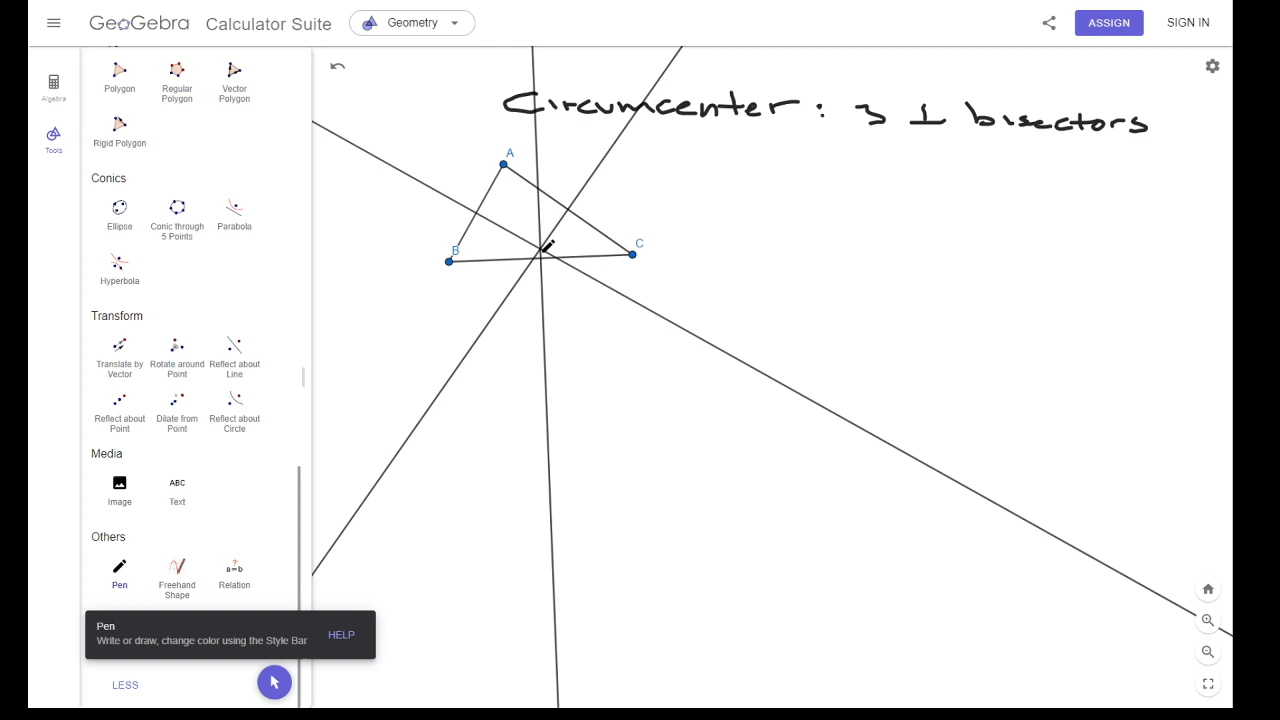 GeoGebra Calculator Suite Geometry ASSIGN SIGN IN
Algebra
Tools
Polygon Regular Polygon Vector Polygon
Rigid Polygon
Conics
Ellipse Conic through 5 Points Parabola
Hyperbola
Transform
Translate by Vector Rotate around Point Reflect about Line
Reflect about Point Dilate from Point Reflect about Circle
Media
ABC
Image Text
Others
?
a=b
Pen Freehand Shape Relation
Pen
Write or draw, change color using the Style Bar
HELP
LESS
Circumcenter : 3 ⊥ bisectors
A
B
C